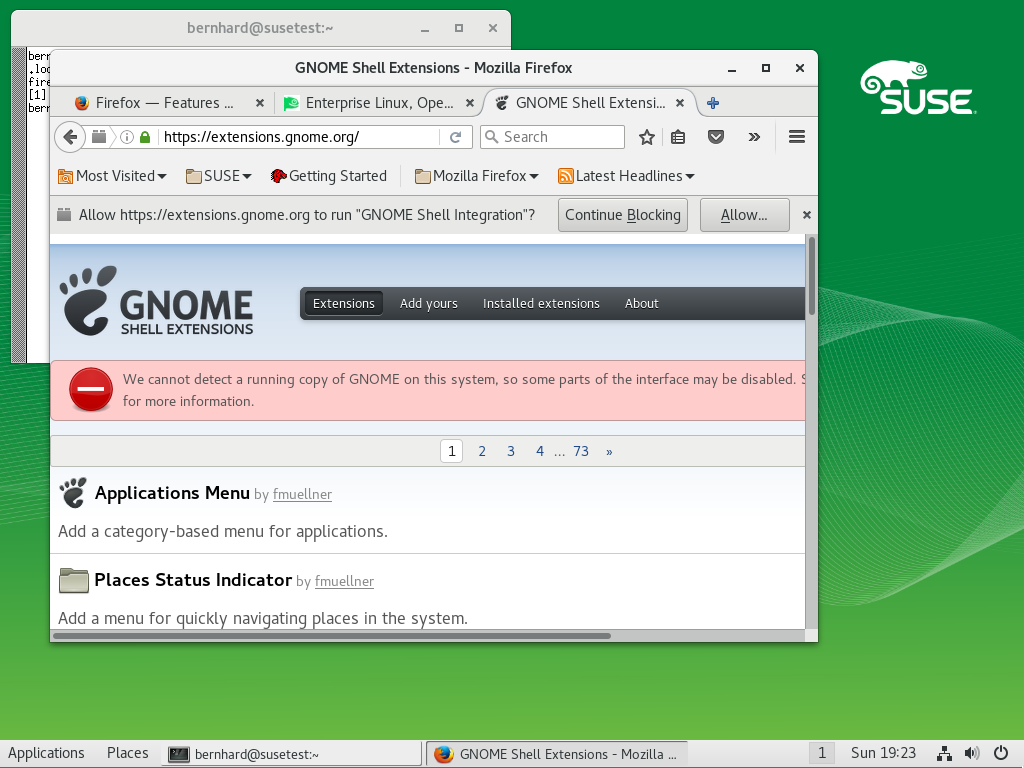 bernhard@susetest:~
bern
.loc
fire
[1]
bern
GNOME Shell Extensions - Mozilla Firefox
Firefox — Features ...
Enterprise Linux, Ope...
GNOME Shell Extensi...
https://extensions.gnome.org/
Search
Most Visited
SUSE
Getting Started
Mozilla Firefox
Latest Headlines
Allow https://extensions.gnome.org to run "GNOME Shell Integration"?
Continue Blocking
Allow...
GNOME
SHELL EXTENSIONS
Extensions
Add yours
Installed extensions
About
We cannot detect a running copy of GNOME on this system, so some parts of the interface may be disabled. S
for more information.
1 2 3 4 ... 73 »
Applications Menu by fmuellner
Add a category-based menu for applications.
Places Status Indicator by fmuellner
Add a menu for quickly navigating places in the system.
SUSE
Applications
Places
bernhard@susetest:~
GNOME Shell Extensions - Mozilla ...
1
Sun 19:23